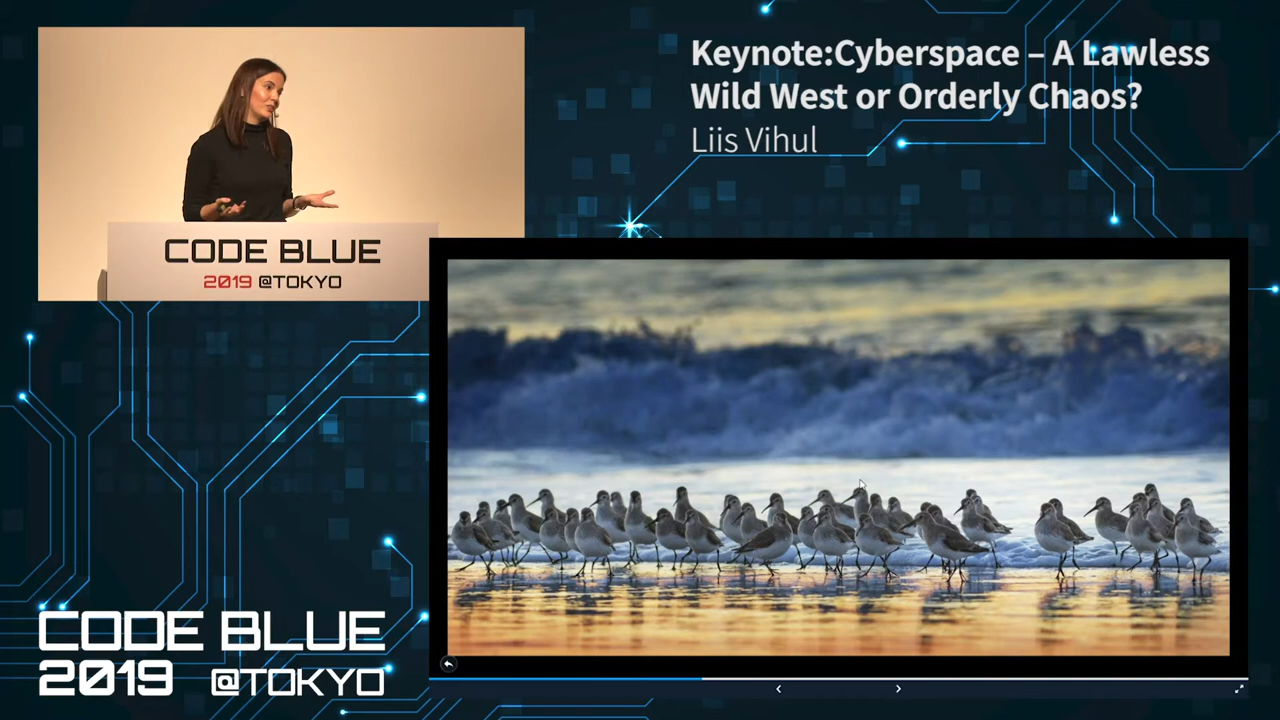 Keynote:Cyberspace – A Lawless
Wild West or Orderly Chaos?
Liis Vihul
CODE BLUE
2019 @TOKYO
CODE BLUE
2019 @TOKYO